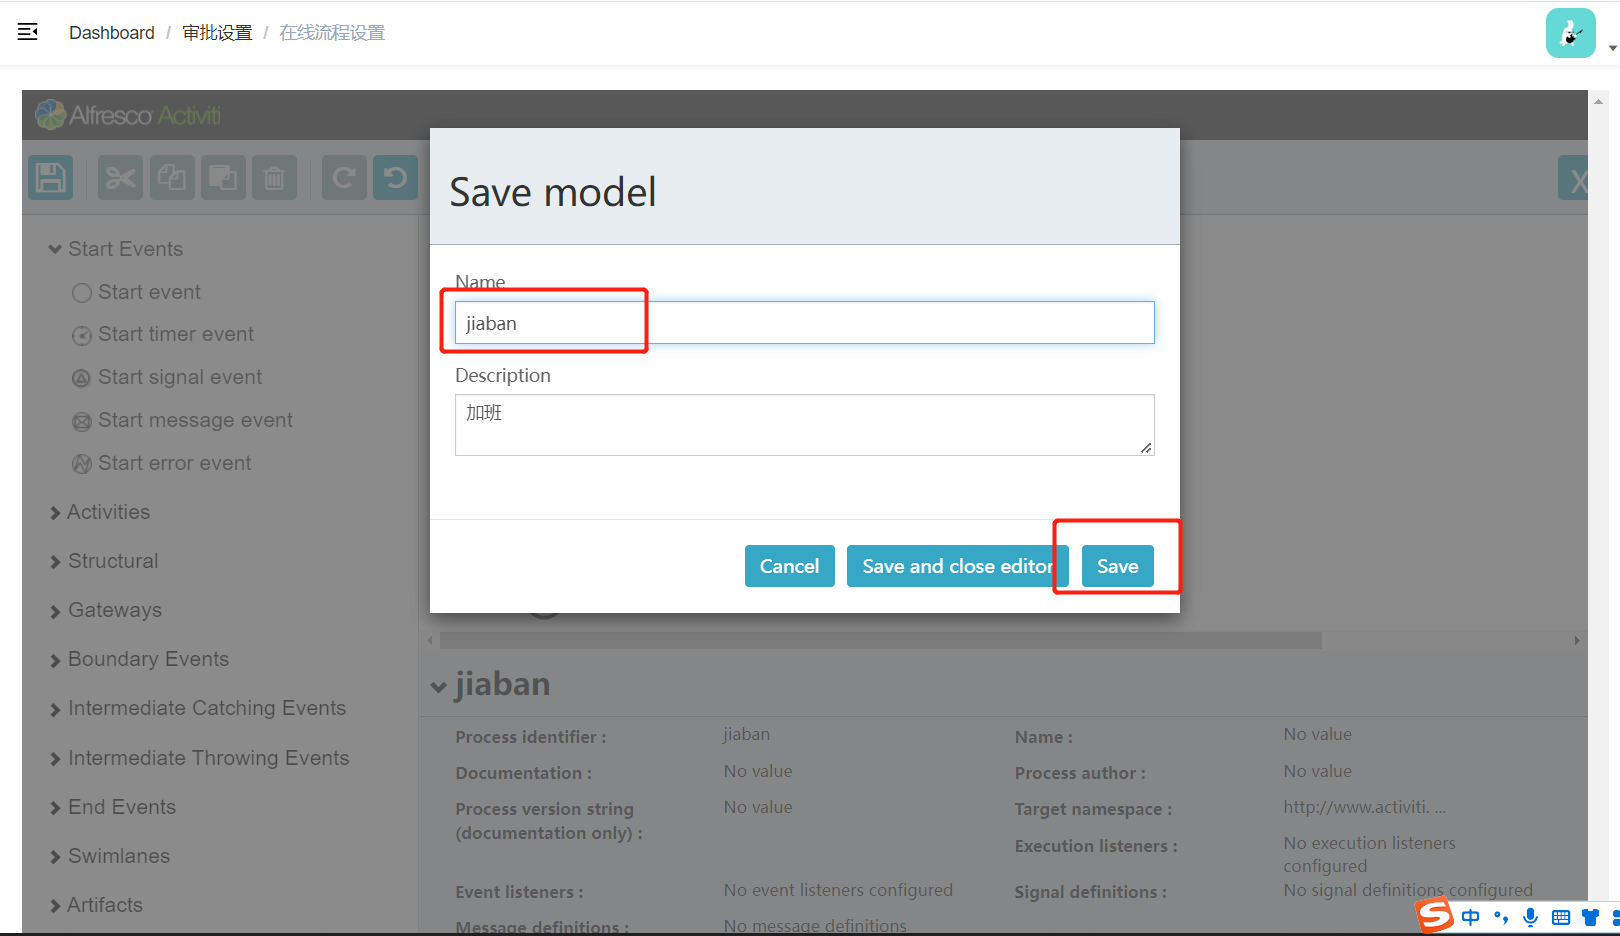 Dashboard / 审批设置 / 在线流程设置
Alfresco Activiti
X
Save model
Name
jiaban
Description
加班
Cancel
Save and close editor
Save
Start Events
Start event
Start timer event
Start signal event
Start message event
Start error event
Activities
Structural
Gateways
Boundary Events
Intermediate Catching Events
Intermediate Throwing Events
End Events
Swimlanes
Artifacts
jiaban
Process identifier : jiaban Name : No value
Documentation : No value Process author : No value
Process version string No value Target namespace : http://www.activiti. ...
(documentation only) :
Execution listeners : No execution listeners
configured
Event listeners : No event listeners configured Signal definitions : No signal definitions configured
Message definitions : No message definitions
S 中